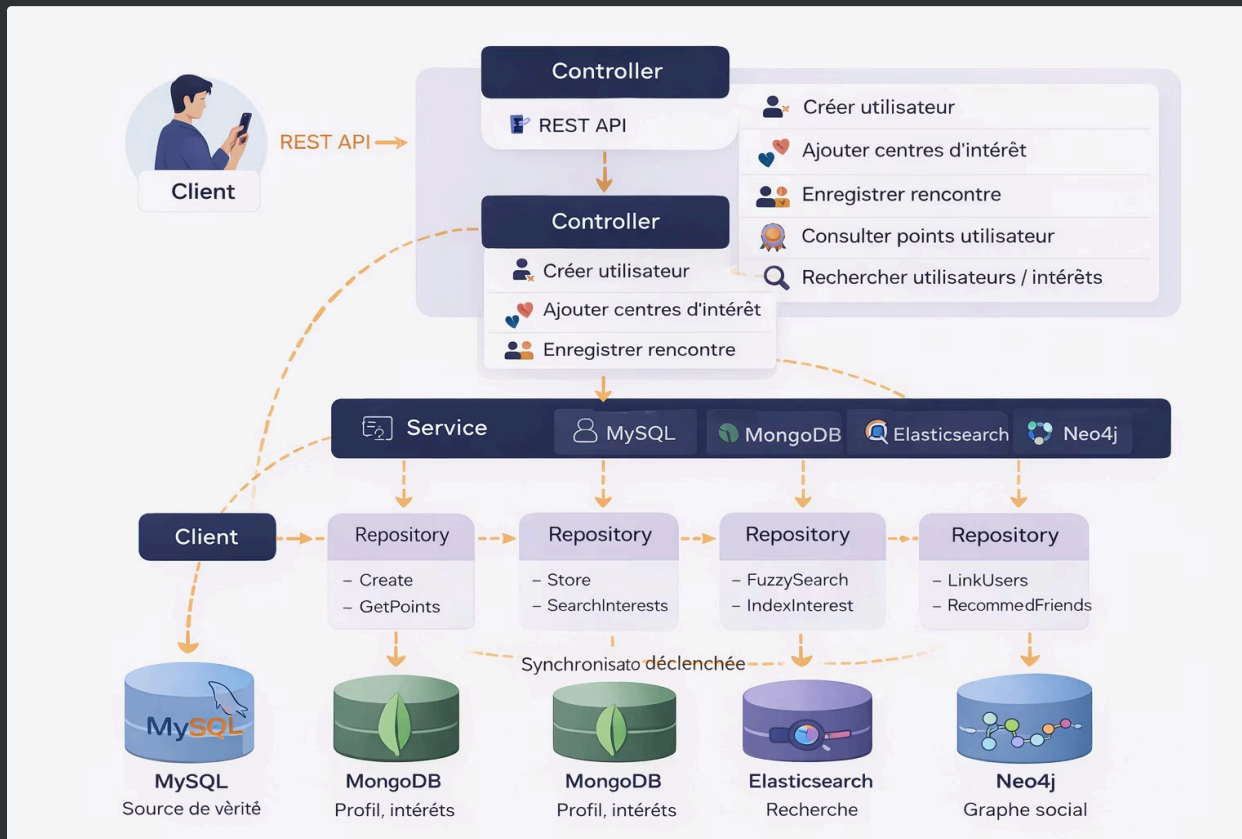 Controller
REST API
Client
REST API
Créer utilisateur
Ajouter centres d'intérêt
Enregistrer rencontre
Consulter points utilisateur
Rechercher utilisateurs / intérêts
Controller
Créer utilisateur
Ajouter centres d'intérêt
Enregistrer rencontre
Service
MySQL
MongoDB
Elasticsearch
Neo4j
Client
Repository
– Create
– GetPoints
Repository
– Store
– SearchInterests
Repository
– FuzzySearch
– IndexInterest
Repository
– LinkUsers
– RecommedFriends
Synchronisato déclenchée
MySQL
MySQL
Source de vèrité
MongoDB
Profil, intéréts
MongoDB
Profil, intéréts
Elasticsearch
Recherche
Neo4j
Graphe social